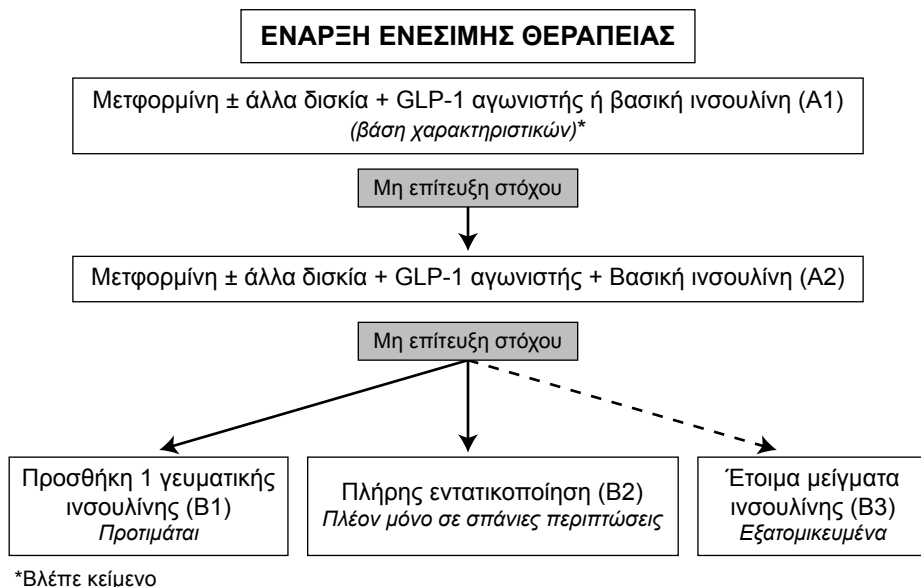 ΕΝΑΡΞΗ ΕΝΕΣΙΜΗΣ ΘΕΡΑΠΕΙΑΣ
Μετφορμίνη ± άλλα δισκία + GLP-1 αγωνιστής ή βασική ινσουλίνη (Α1)
(βάση χαρακτηριστικών)*
Μη επίτευξη στόχου
Μετφορμίνη ± άλλα δισκία + GLP-1 αγωνιστής + Βασική ινσουλίνη (Α2)
Μη επίτευξη στόχου
Προσθήκη 1 γευματικής
ινσουλίνης (Β1)
Προτιμάται
Πλήρης εντατικοποίηση (Β2)
Πλέον μόνο σε σπάνιες περιπτώσεις
Έτοιμα μείγματα
ινσουλίνης (Β3)
Εξατομικευμένα
*Βλέπε κείμενο